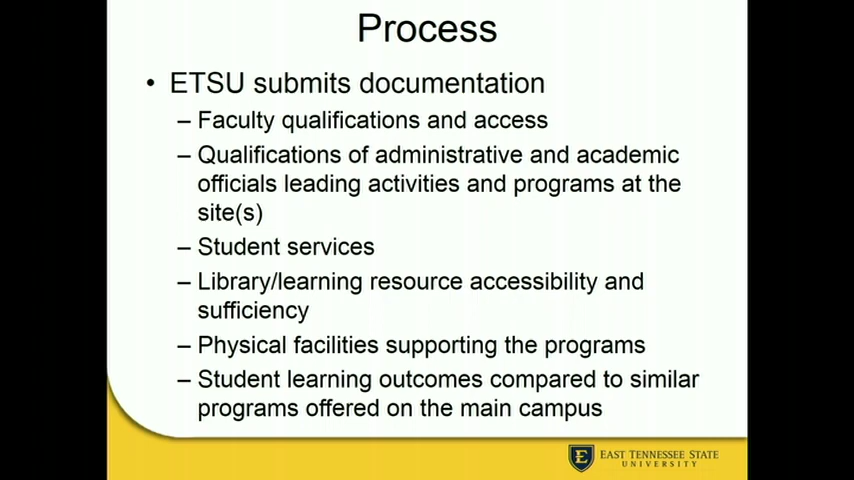 Process
• ETSU submits documentation
– Faculty qualifications and access
– Qualifications of administrative and academic
officials leading activities and programs at the
site(s)
– Student services
– Library/learning resource accessibility and
sufficiency
– Physical facilities supporting the programs
– Student learning outcomes compared to similar
programs offered on the main campus
E
EAST TENNESSEE STATE
UNIVERSITY